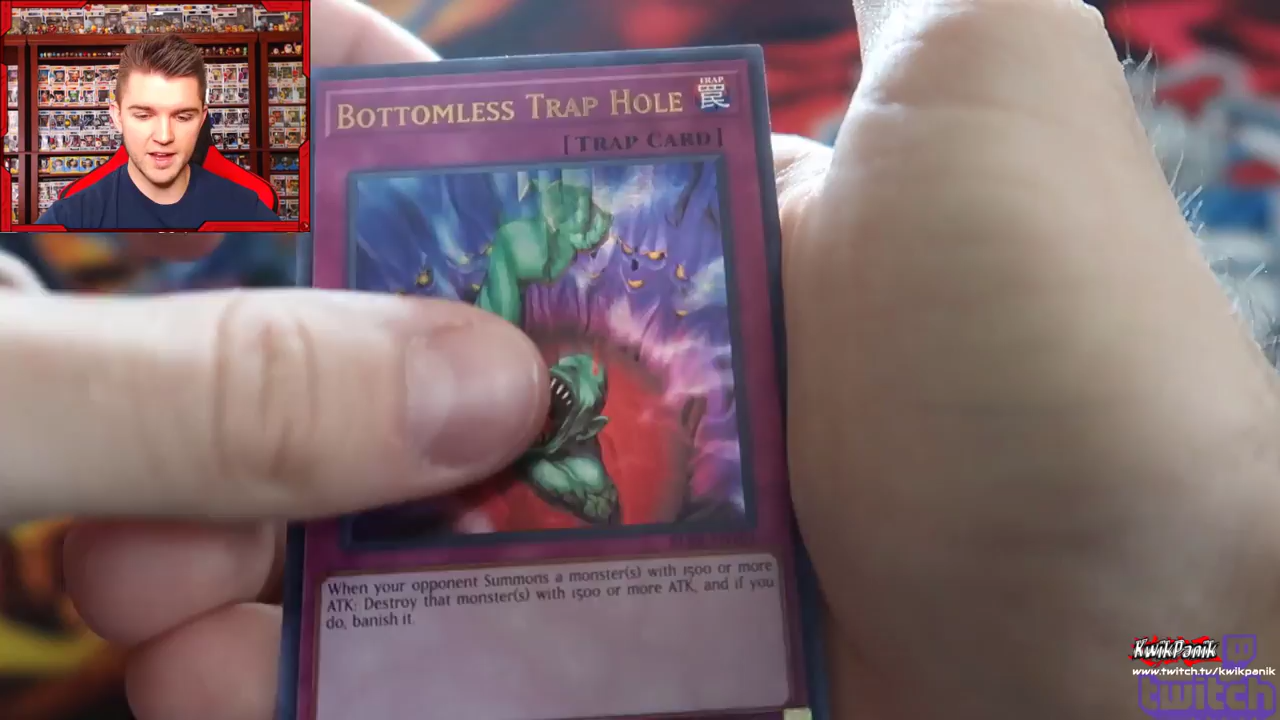 BOTTOMLESS TRAP HOLE
TRAP
罠
[TRAP CARD]
When your opponent Summons a monster(s) with 1500 or more
ATK: Destroy that monster(s) with 1500 or more ATK, and if you
do, banish it.
KwikPanik
www.twitch.tv/kwikpanik
twitch